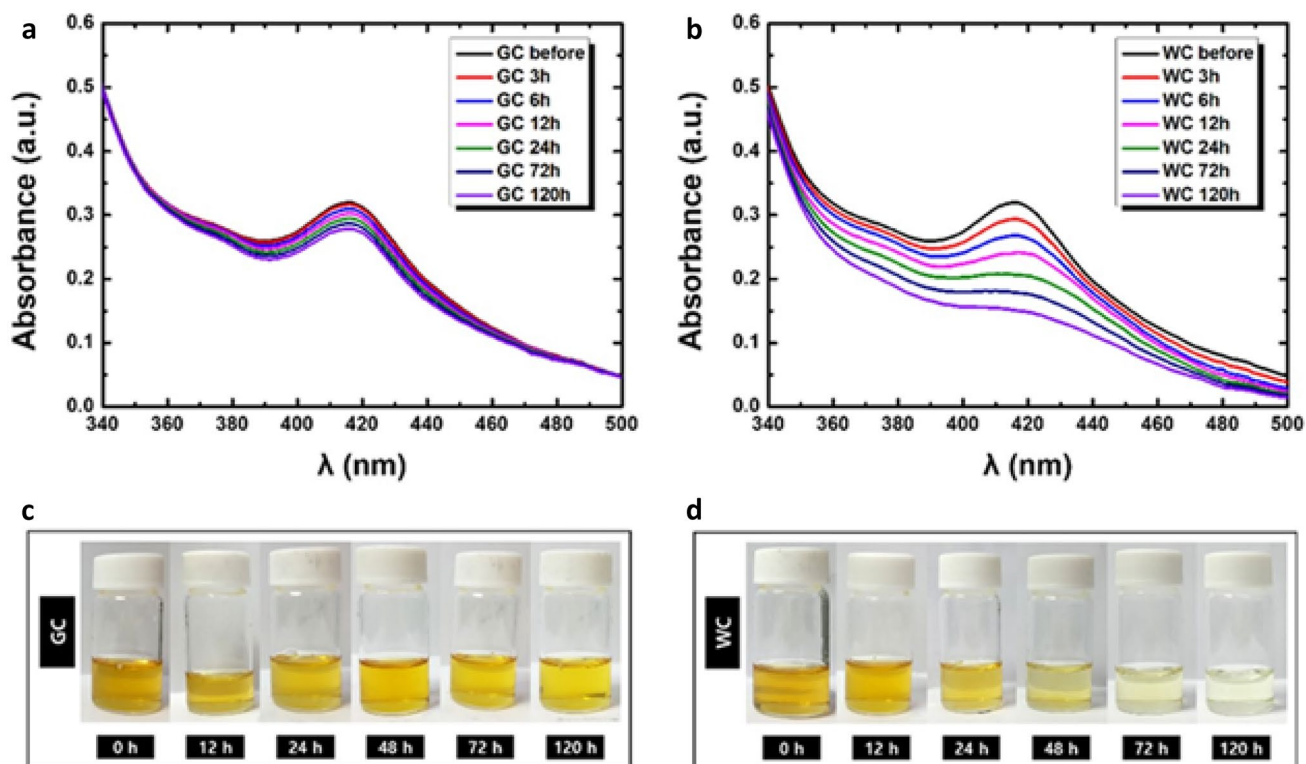 a
GC before
GC 3h
GC 6h
GC 12h
GC 24h
GC 72h
GC 120h
0.6
0.5
0.4
0.3
0.2
0.1
0.0
Absorbance (a.u.)
340 360 380 400 420 440 460 480 500
λ (nm)
b
WC before
WC 3h
WC 6h
WC 12h
WC 24h
WC 72h
WC 120h
0.6
0.5
0.4
0.3
0.2
0.1
0.0
Absorbance (a.u.)
340 360 380 400 420 440 460 480 500
λ (nm)
c
GC
0 h 12 h 24 h 48 h 72 h 120 h
d
WC
0 h 12 h 24 h 48 h 72 h 120 h